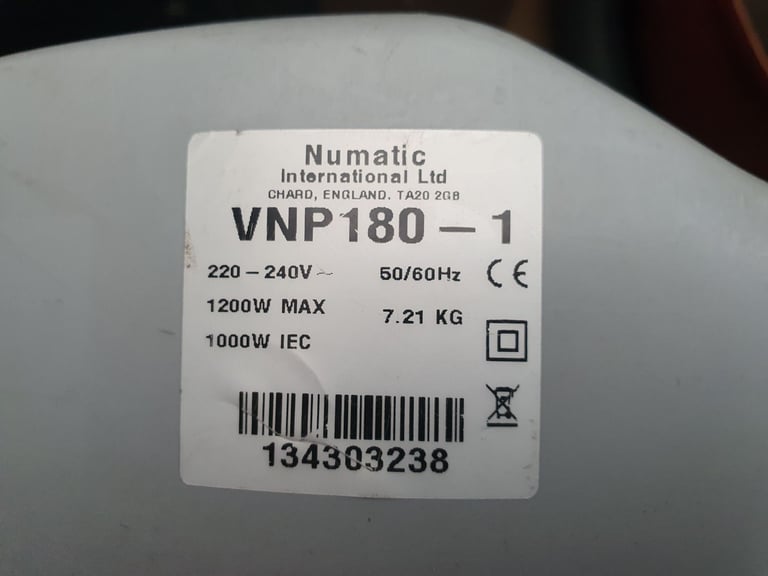 Numatic
International Ltd
CHARD, ENGLAND. TA20 2GB
VNP180-1
220-240V~ 50/60Hz CE
1200W MAX 7.21 KG
1000W IEC
134303238